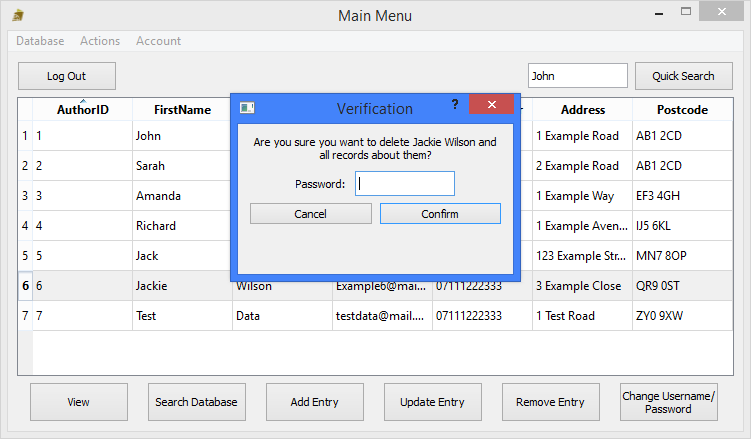 Main Menu
Database Actions Account
Log Out John Quick Search
Verification ?
AuthorID FirstName Address Postcode
Are you sure you want to delete Jackie Wilson and
all records about them?
Password:
Cancel Confirm
1 1 John 1 Example Road AB1 2CD
2 2 Sarah 2 Example Road AB1 2CD
3 3 Amanda 1 Example Way EF3 4GH
4 4 Richard 1 Example Aven... IJ5 6KL
5 5 Jack 123 Example Str... MN7 8OP
6 6 Jackie Wilson Example6@mai... 07111222333 3 Example Close QR9 0ST
7 7 Test Data testdata@mail.... 07111222333 1 Test Road ZY0 9XW
View Search Database Add Entry Update Entry Remove Entry Change Username/
Password